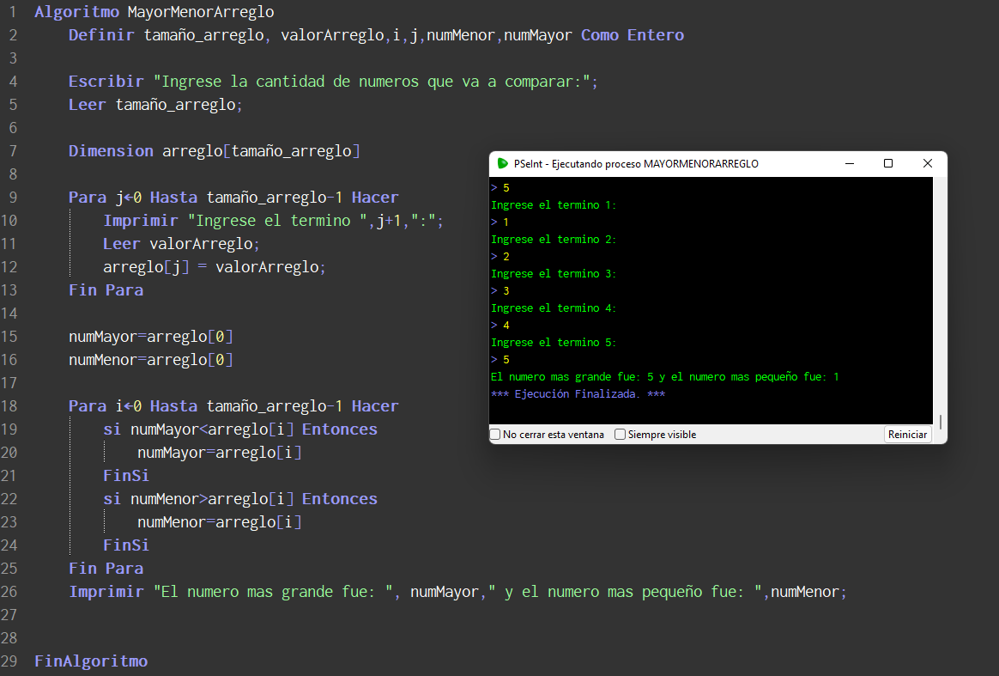 1 Algoritmo MayorMenorArreglo
2 Definir tamaño_arreglo, valorArreglo,i,j,numMenor,numMayor Como Entero
3
4 Escribir "Ingrese la cantidad de numeros que va a comparar:";
5 Leer tamaño_arreglo;
6
7 Dimension arreglo[tamaño_arreglo]
8
9 Para j←0 Hasta tamaño_arreglo-1 Hacer
10 Imprimir "Ingrese el termino ",j+1,":";
11 Leer valorArreglo;
12 arreglo[j] = valorArreglo;
13 Fin Para
14
15 numMayor=arreglo[0]
16 numMenor=arreglo[0]
17
18 Para i←0 Hasta tamaño_arreglo-1 Hacer
19 si numMayor<arreglo[i] Entonces
20 numMayor=arreglo[i]
21 FinSi
22 si numMenor>arreglo[i] Entonces
23 numMenor=arreglo[i]
24 FinSi
25 Fin Para
26 Imprimir "El numero mas grande fue: ", numMayor," y el numero mas pequeño fue: ",numMenor;
27
28
29 FinAlgoritmo
PSeInt - Ejecutando proceso MAYORMENORARREGLO
> 5
Ingrese el termino 1:
> 1
Ingrese el termino 2:
> 2
Ingrese el termino 3:
> 3
Ingrese el termino 4:
> 4
Ingrese el termino 5:
> 5
El numero mas grande fue: 5 y el numero mas pequeño fue: 1
*** Ejecución Finalizada. ***
No cerrar esta ventana Siempre visible Reiniciar